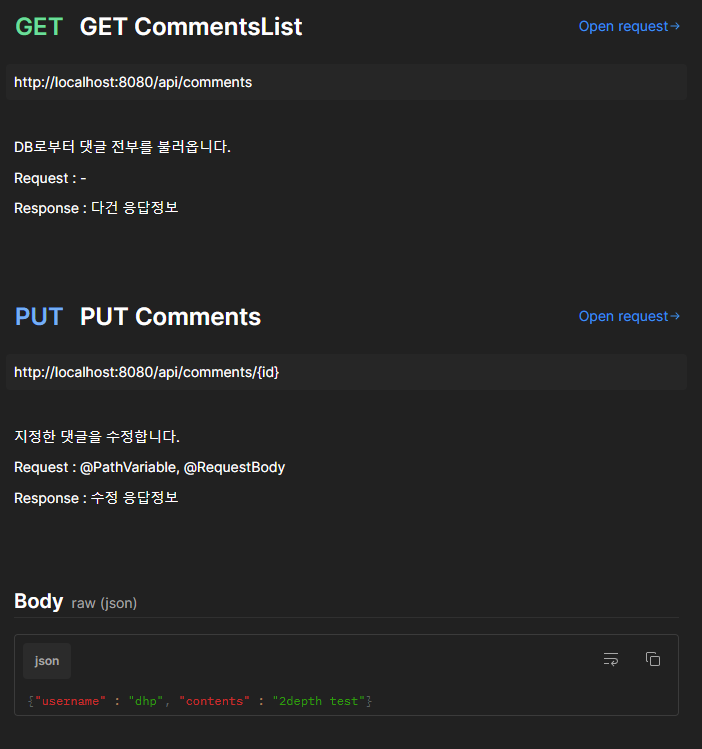 GET GET CommentsList Open request→
http://localhost:8080/api/comments
DB로부터 댓글 전부를 불러옵니다.
Request : -
Response : 다건 응답정보
PUT PUT Comments Open request→
http://localhost:8080/api/comments/{id}
지정한 댓글을 수정합니다.
Request : @PathVariable, @RequestBody
Response : 수정 응답정보
Body raw (json)
json
{"username" : "dhp", "contents" : "2depth test"}